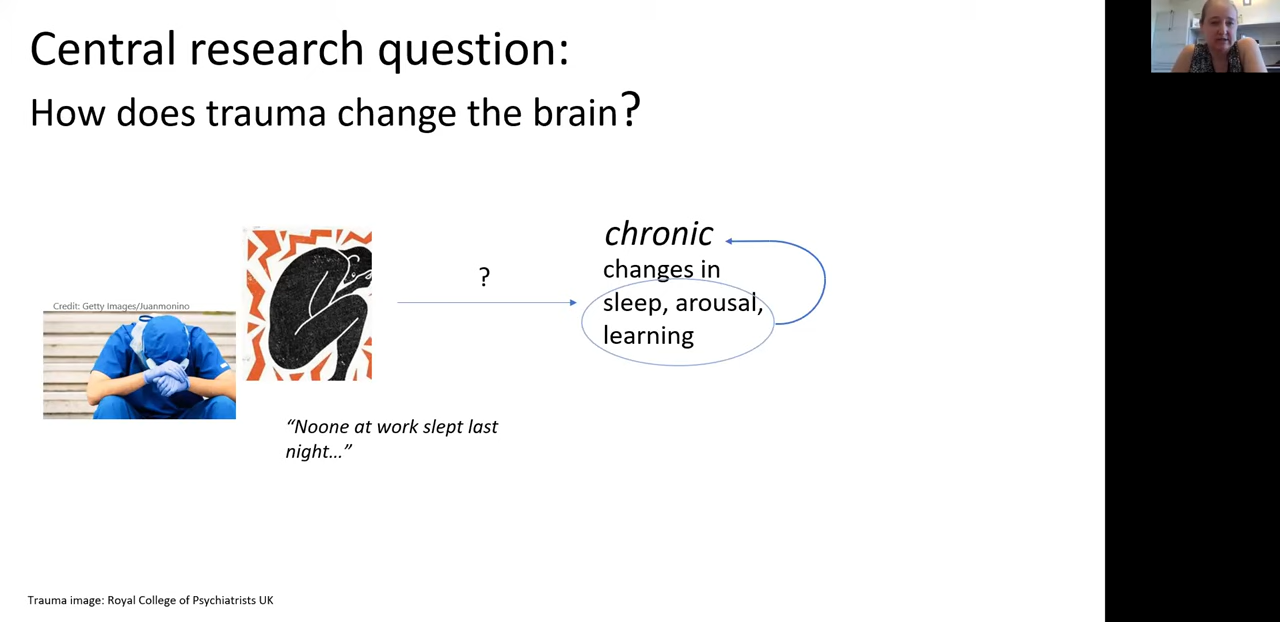 Central research question:
How does trauma change the brain?
chronic
changes in
?
sleep, arousal,
learning
Credit: Getty Images/Juanmonino
“Noone at work slept last
night...”
Trauma image: Royal College of Psychiatrists UK